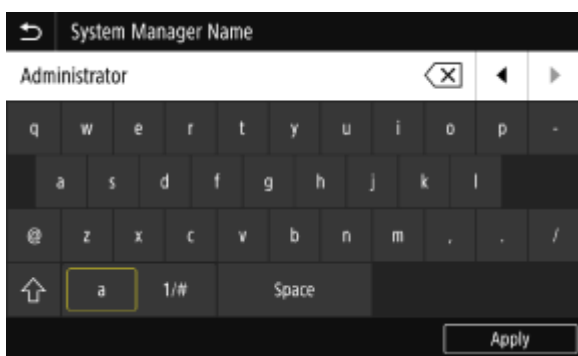 System Manager Name
Administrator
q w e r t y u i o p -
a s d f g h j k l
@ z x c v b n m , . /
a 1/# Space
Apply